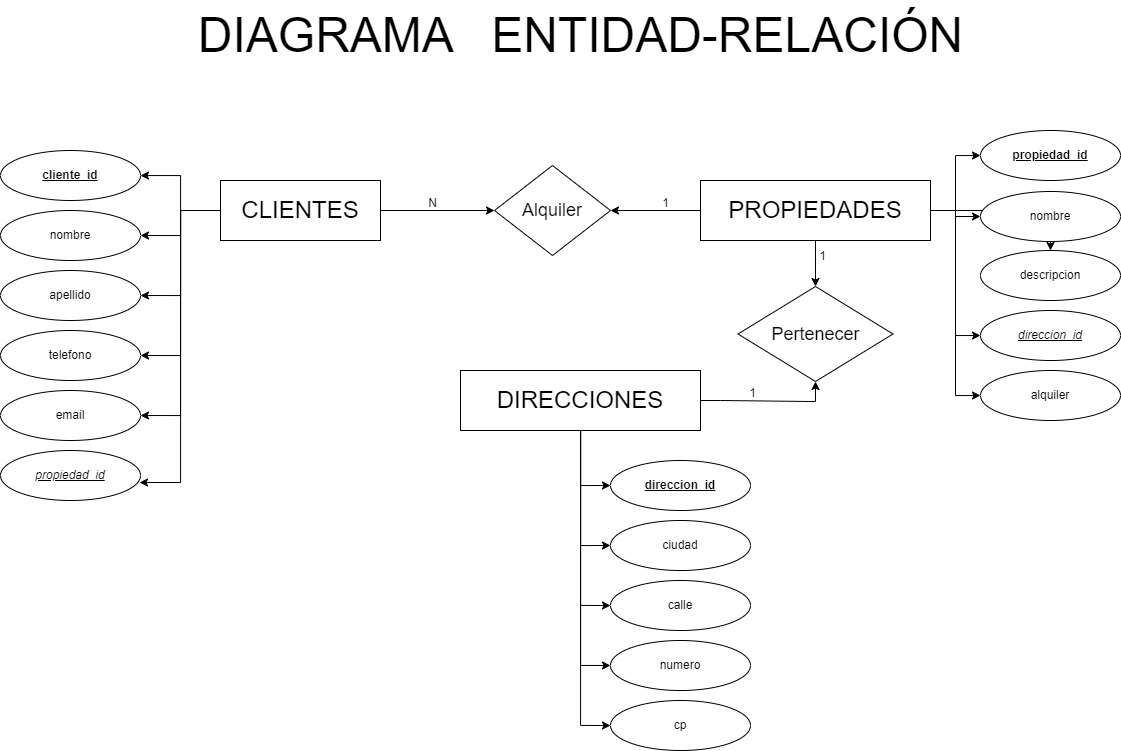 DIAGRAMA ENTIDAD-RELACIÓN
cliente_id
nombre
apellido
telefono
email
propiedad_id
CLIENTES
N
Alquiler
1
PROPIEDADES
propiedad_id
nombre
descripcion
direccion_id
alquiler
1
Pertenecer
1
DIRECCIONES
direccion_id
ciudad
calle
numero
cp